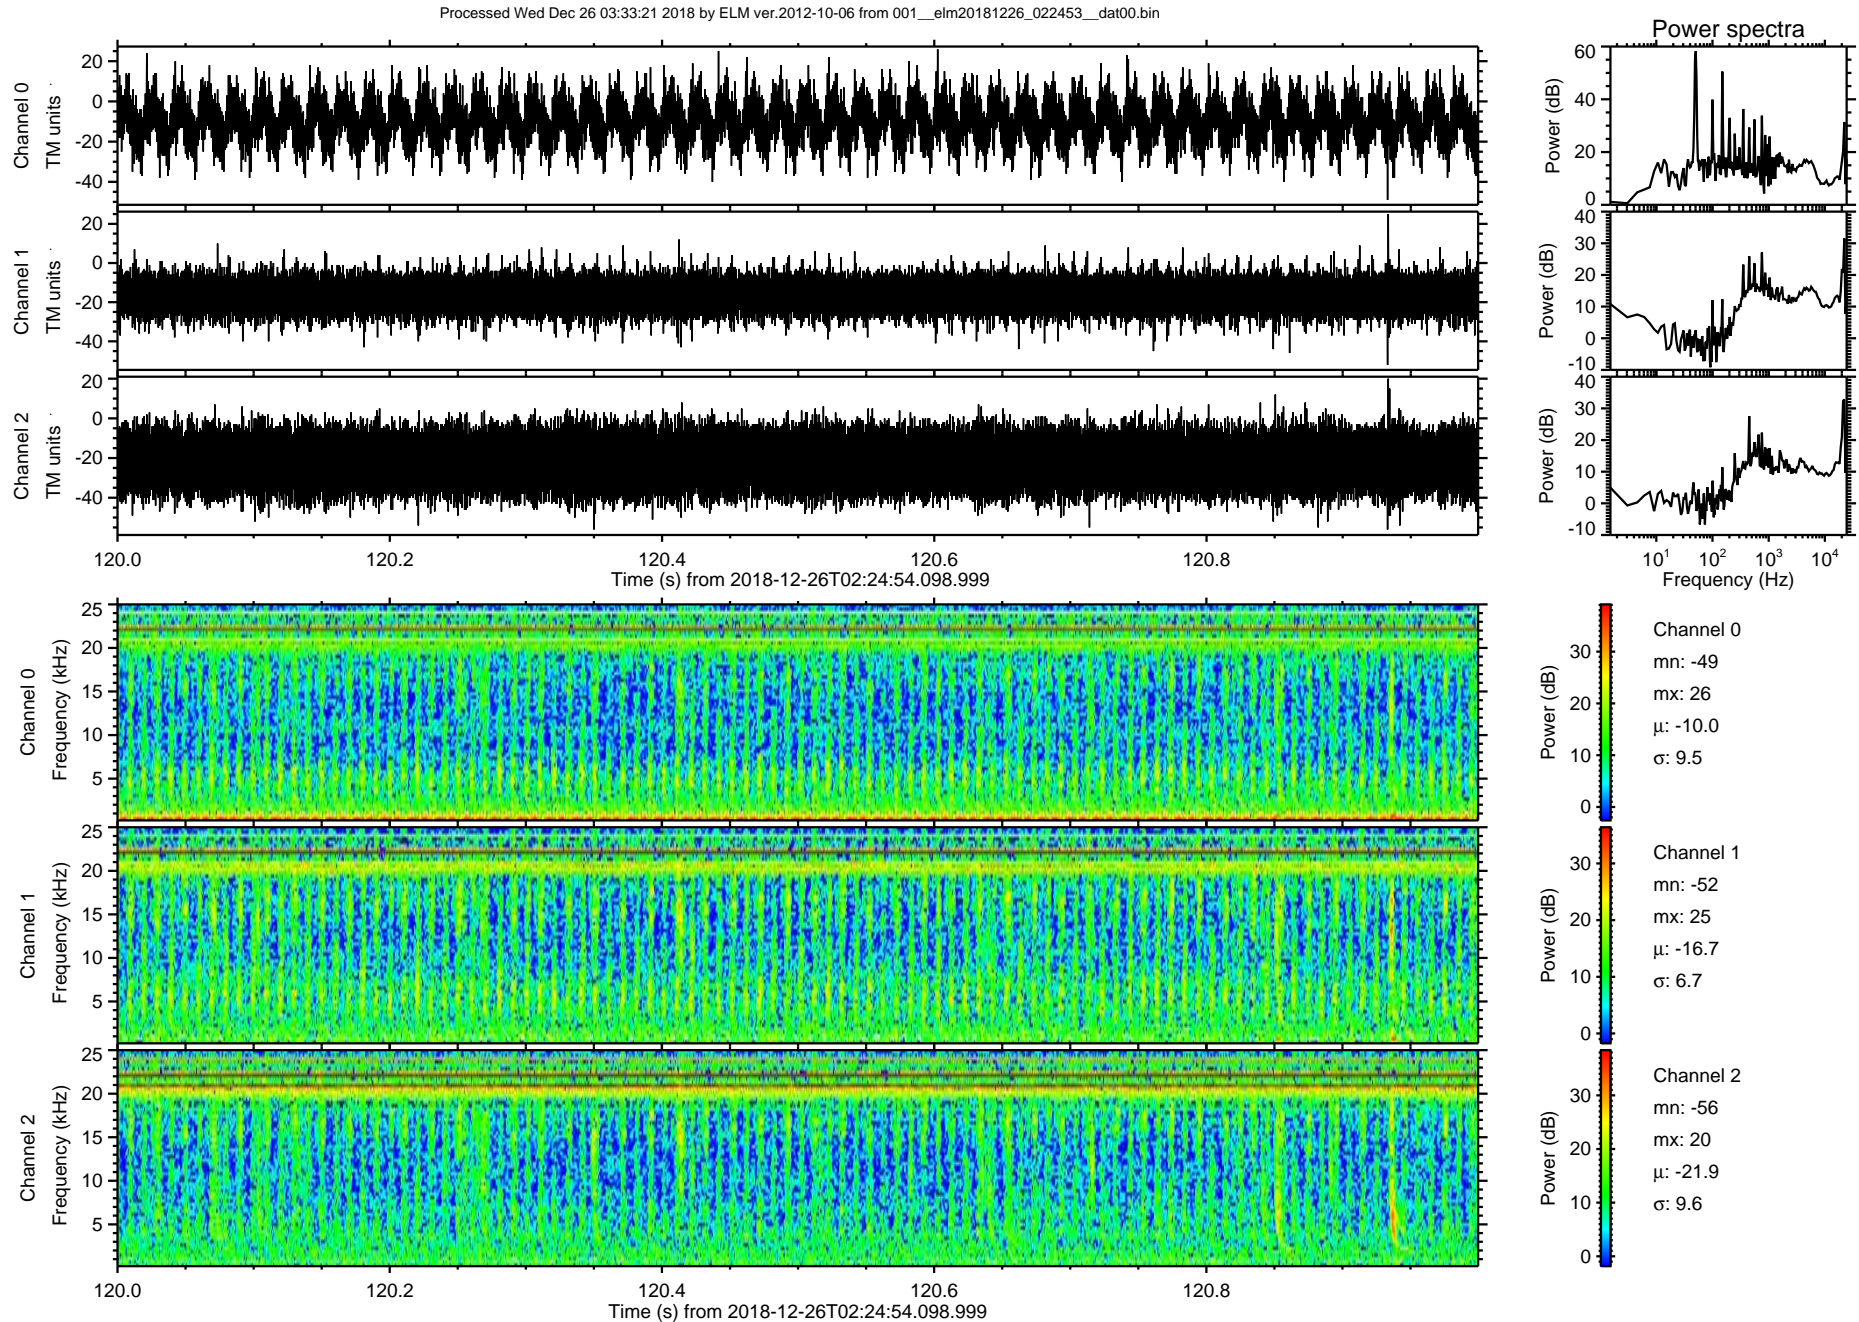 Processed Wed Dec 26 03:33:21 2018 by ELM ver.2012-10-06 from 001__elm20181226_022453__dat00.bin
Power spectra
Channel 0
TM units
20
0
-20
-40
Power (dB)
60
40
20
0
Channel 1
TM units
20
0
-20
-40
Power (dB)
40
30
20
10
0
-10
Channel 2
TM units
20
0
-20
-40
Power (dB)
40
30
20
10
0
-10
120.0 120.2 120.4 120.6 120.8
Time (s) from 2018-12-26T02:24:54.098.999
10^1 10^2 10^3 10^4
Frequency (Hz)
Channel 0
Frequency (kHz)
25
20
15
10
5
Power (dB)
30
20
10
0
Channel 0
mn: -49
mx: 26
μ: -10.0
σ: 9.5
Channel 1
Frequency (kHz)
25
20
15
10
5
Power (dB)
30
20
10
0
Channel 1
mn: -52
mx: 25
μ: -16.7
σ: 6.7
Channel 2
Frequency (kHz)
25
20
15
10
5
Power (dB)
30
20
10
0
Channel 2
mn: -56
mx: 20
μ: -21.9
σ: 9.6
120.0 120.2 120.4 120.6 120.8
Time (s) from 2018-12-26T02:24:54.098.999